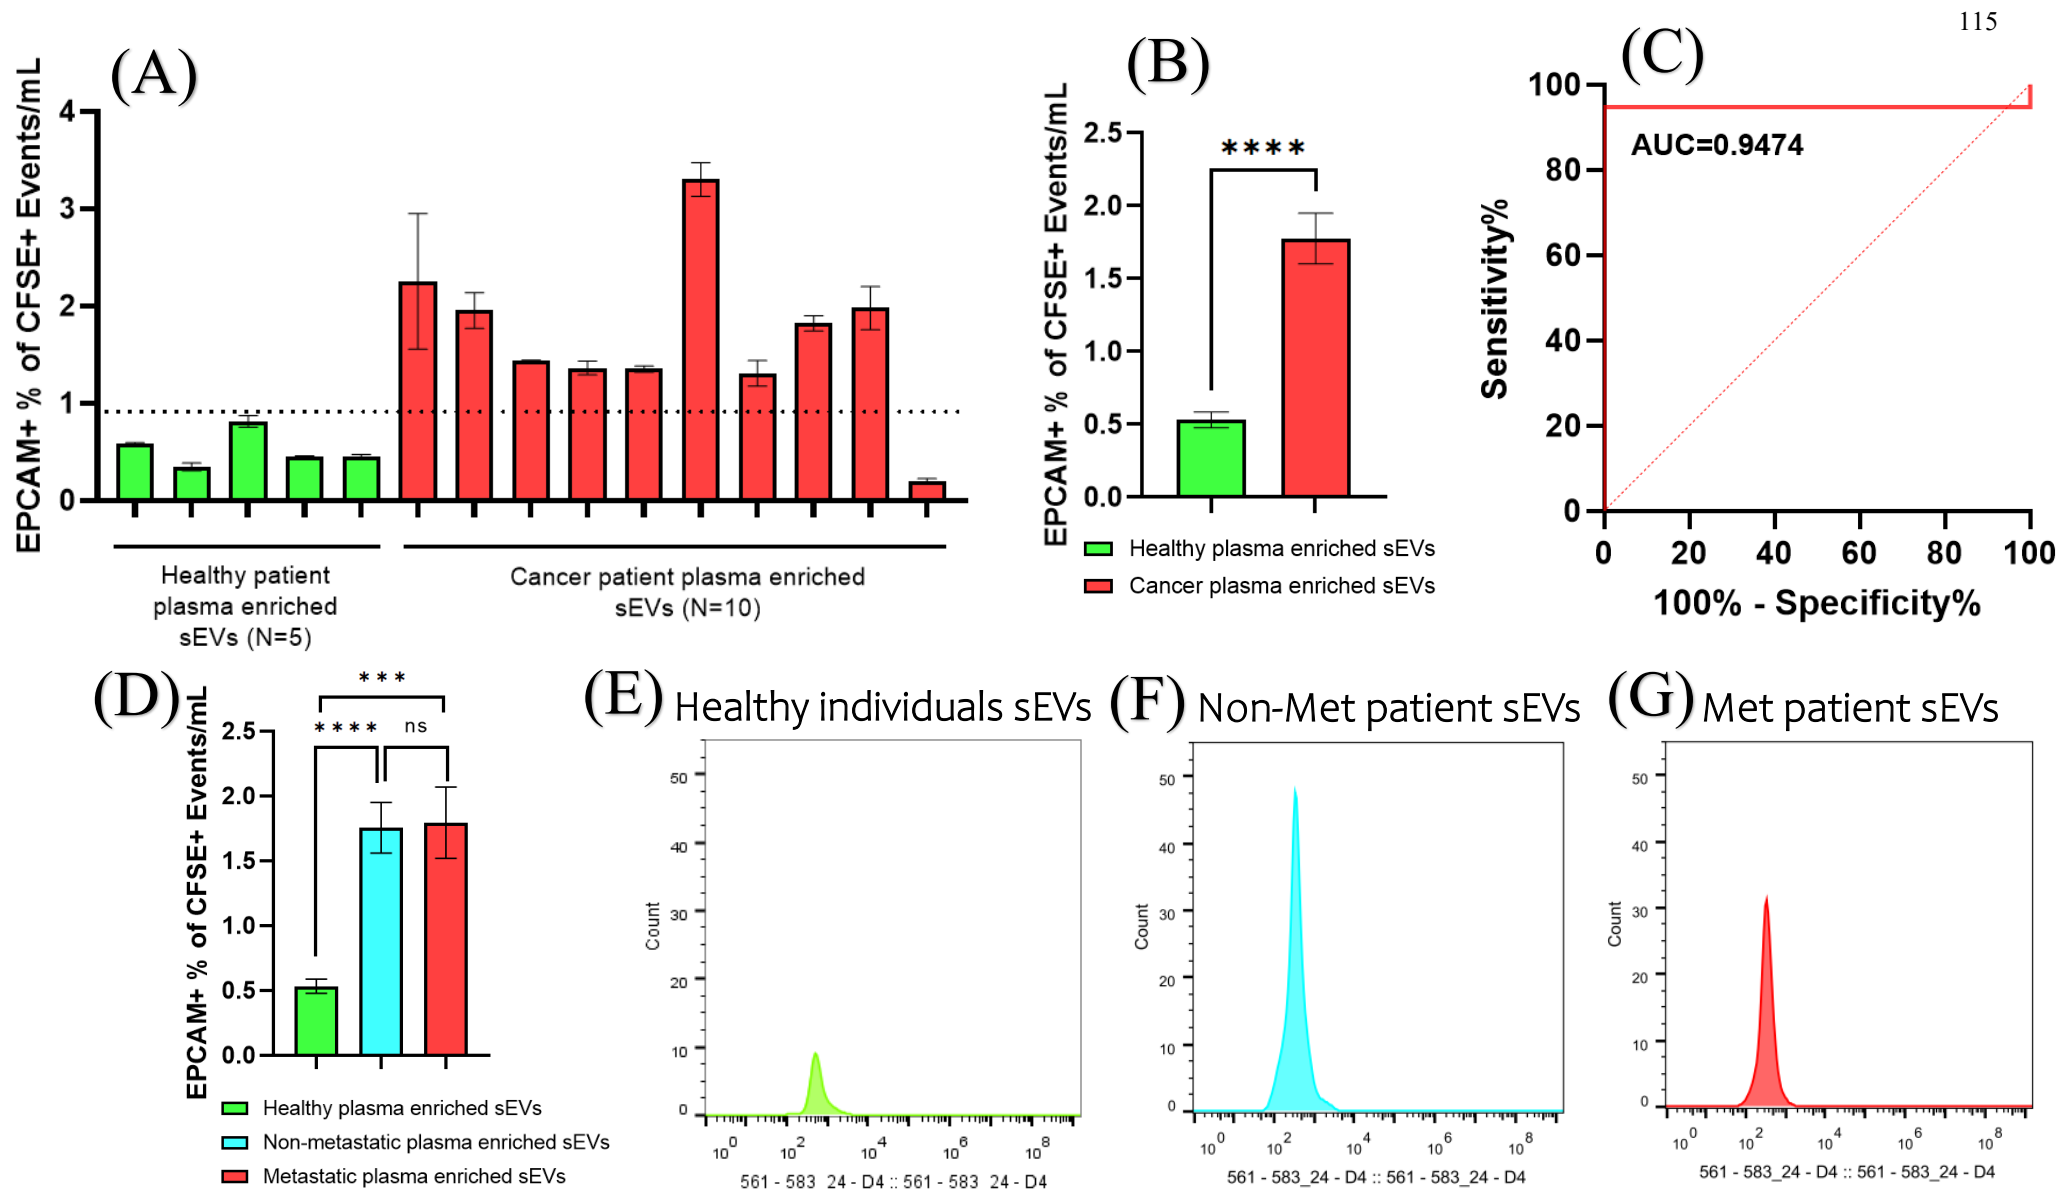 115
(A)
EPCAM+ % of CFSE+ Events/mL
4
3
2
1
0
Healthy patient
plasma enriched
sEVs (N=5)
Cancer patient plasma enriched
sEVs (N=10)
(B)
EPCAM+ % of CFSE+ Events/mL
2.5
2.0
1.5
1.0
0.5
0.0
****
Healthy plasma enriched sEVs
Cancer plasma enriched sEVs
(C)
Sensitivity%
100
80
60
40
20
0
AUC=0.9474
0 20 40 60 80 100
100% - Specificity%
(D)
EPCAM+ % of CFSE+ Events/mL
***
**** ns
2.5
2.0
1.5
1.0
0.5
0.0
Healthy plasma enriched sEVs
Non-metastatic plasma enriched sEVs
Metastatic plasma enriched sEVs
(E) Healthy individuals sEVs
Count
50
40
30
20
10
0
10^0 10^2 10^4 10^6 10^8
561 - 583_24 - D4 :: 561 - 583_24 - D4
(F) Non-Met patient sEVs
Count
50
40
30
20
10
0
10^0 10^2 10^4 10^6 10^8
561 - 583_24 - D4 :: 561 - 583_24 - D4
(G) Met patient sEVs
Count
50
40
30
20
10
0
10^0 10^2 10^4 10^6 10^8
561 - 583_24 - D4 :: 561 - 583_24 - D4